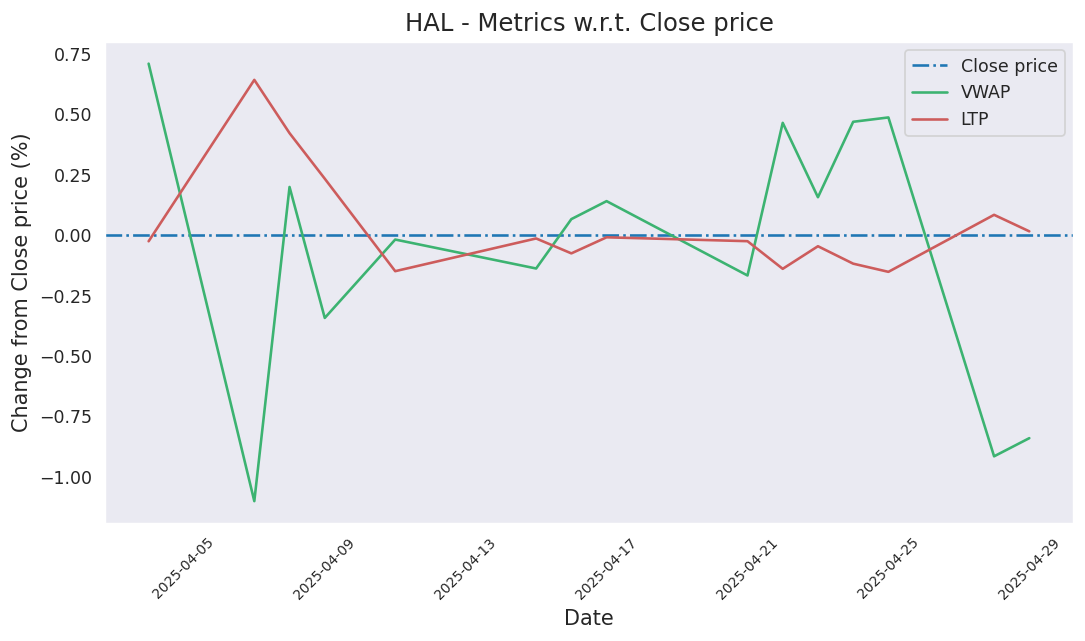 HAL - Metrics w.r.t. Close price
Change from Close price (%)
0.75
0.50
0.25
0.00
−0.25
−0.50
−0.75
−1.00
Close price
VWAP
LTP
2025-04-05
2025-04-09
2025-04-13
2025-04-17
2025-04-21
2025-04-25
2025-04-29
Date